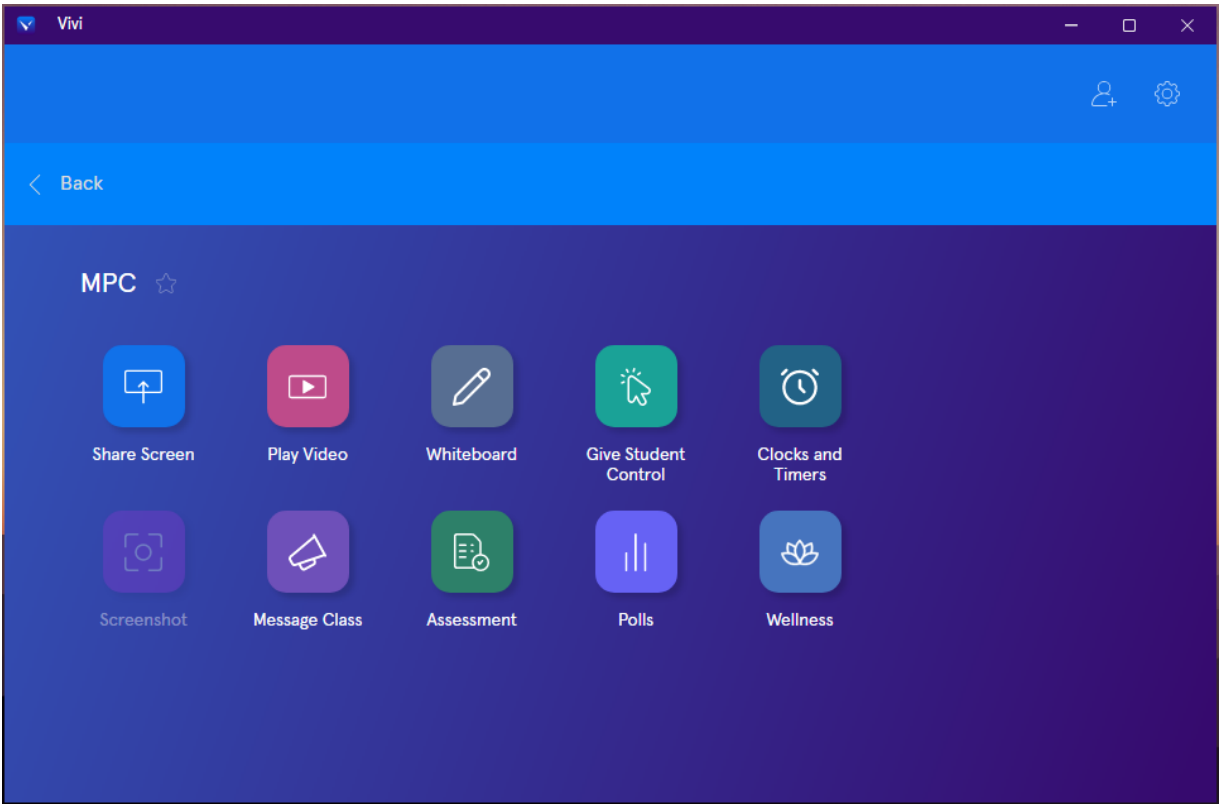 Vivi
Back
MPC
Share Screen
Play Video
Whiteboard
Give Student
Control
Clocks and
Timers
Screenshot
Message Class
Assessment
Polls
Wellness